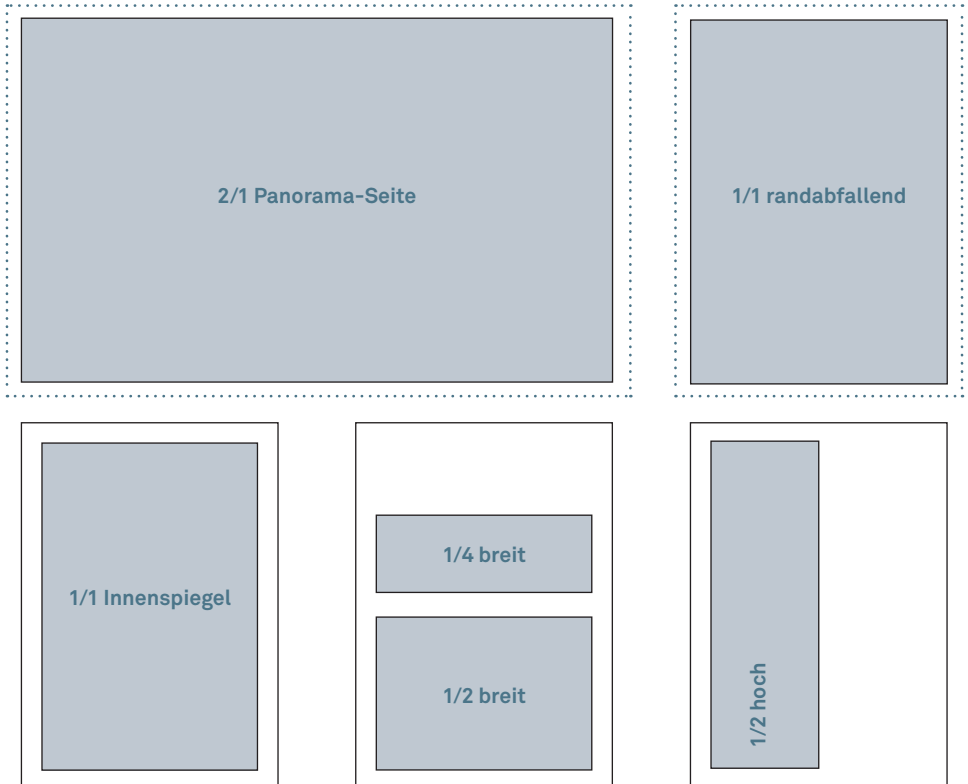 2/1 Panorama-Seite
1/1 randabfallend
1/1 Innenspiegel
1/4 breit
1/2 breit
1/2 hoch